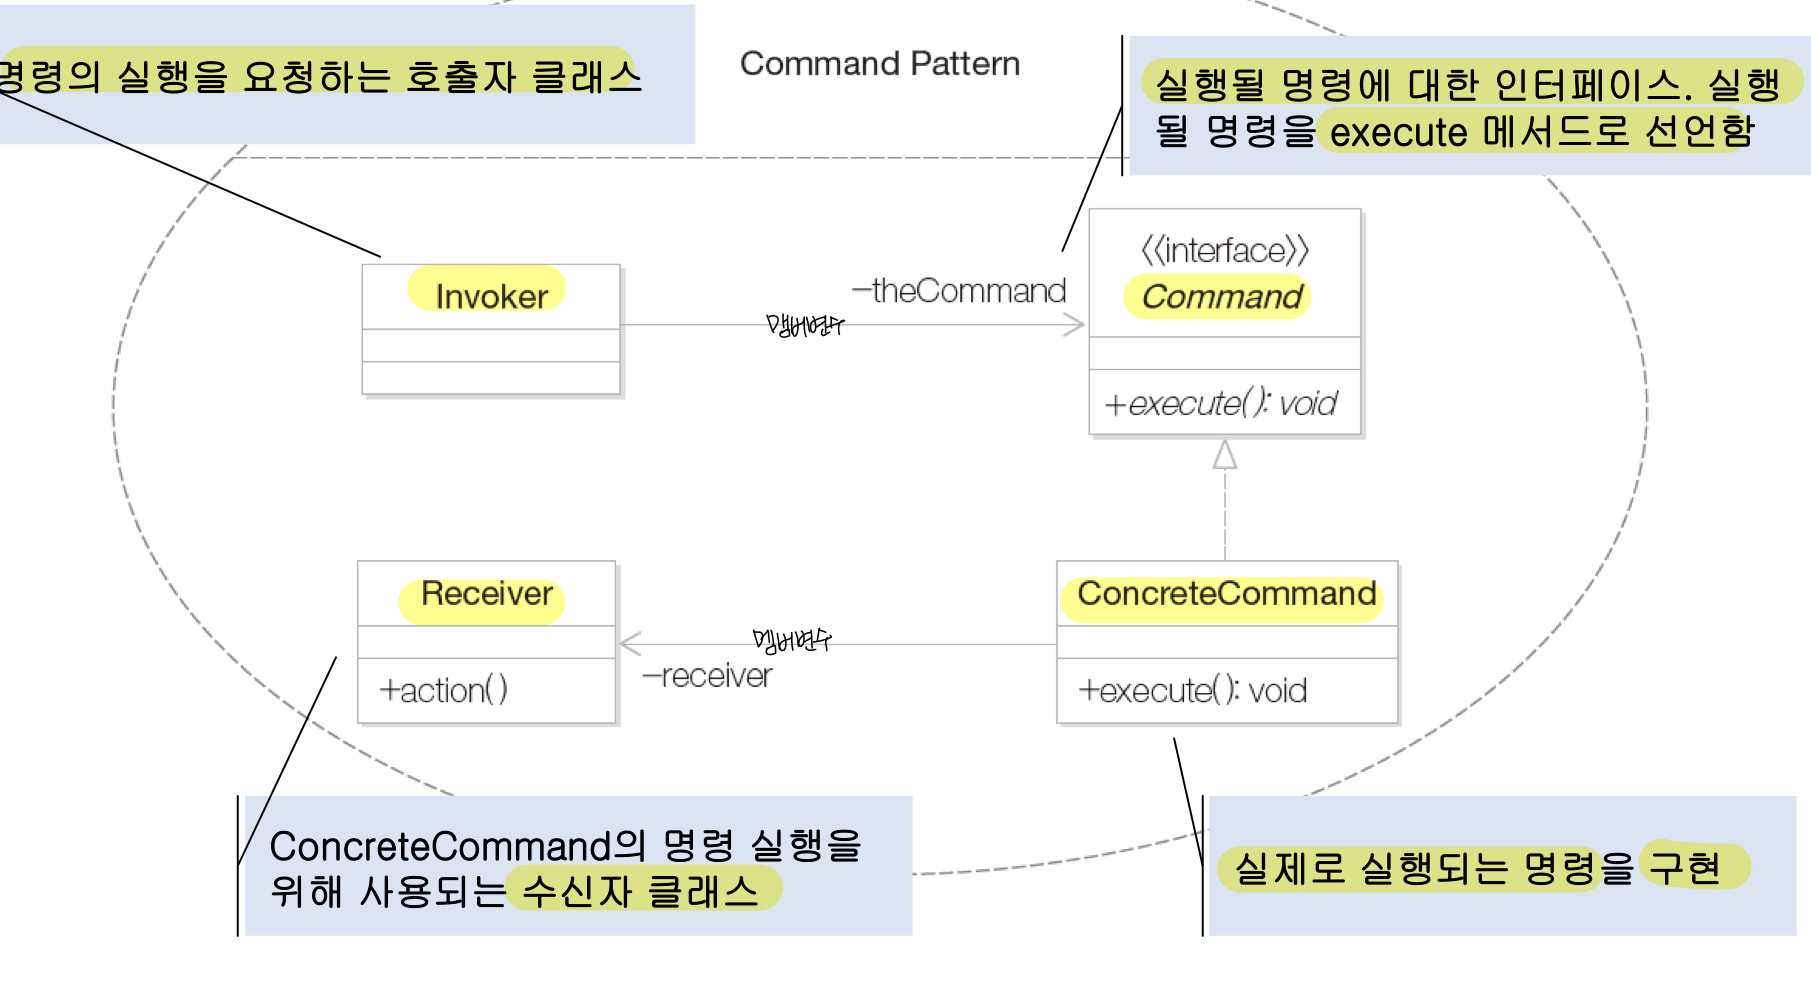 명령의 실행을 요청하는 호출자 클래스
Command Pattern
실행될 명령에 대한 인터페이스. 실행
될 명령을 execute 메서드로 선언함
Invoker
-theCommand
맴버변수
<<interface>>
Command
+execute(): void
Receiver
+action()
멤버변수
-receiver
ConcreteCommand
+execute(): void
ConcreteCommand의 명령 실행을
위해 사용되는 수신자 클래스
실제로 실행되는 명령을 구현